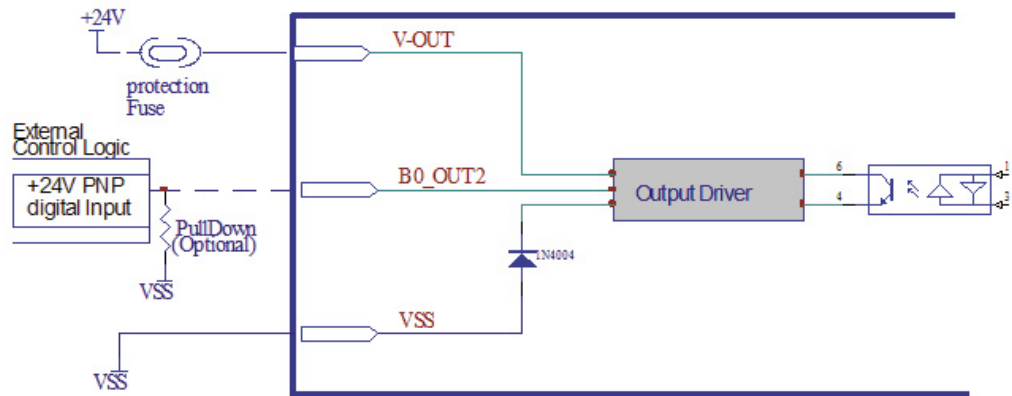 +24V
V-OUT
protection
Fuse
External
Control Logic
+24V PNP
digital Input
B0_OUT2
Output Driver
6
4
1
3
PullDown
(Optional)
VSS
1N4004
VSS
VSS